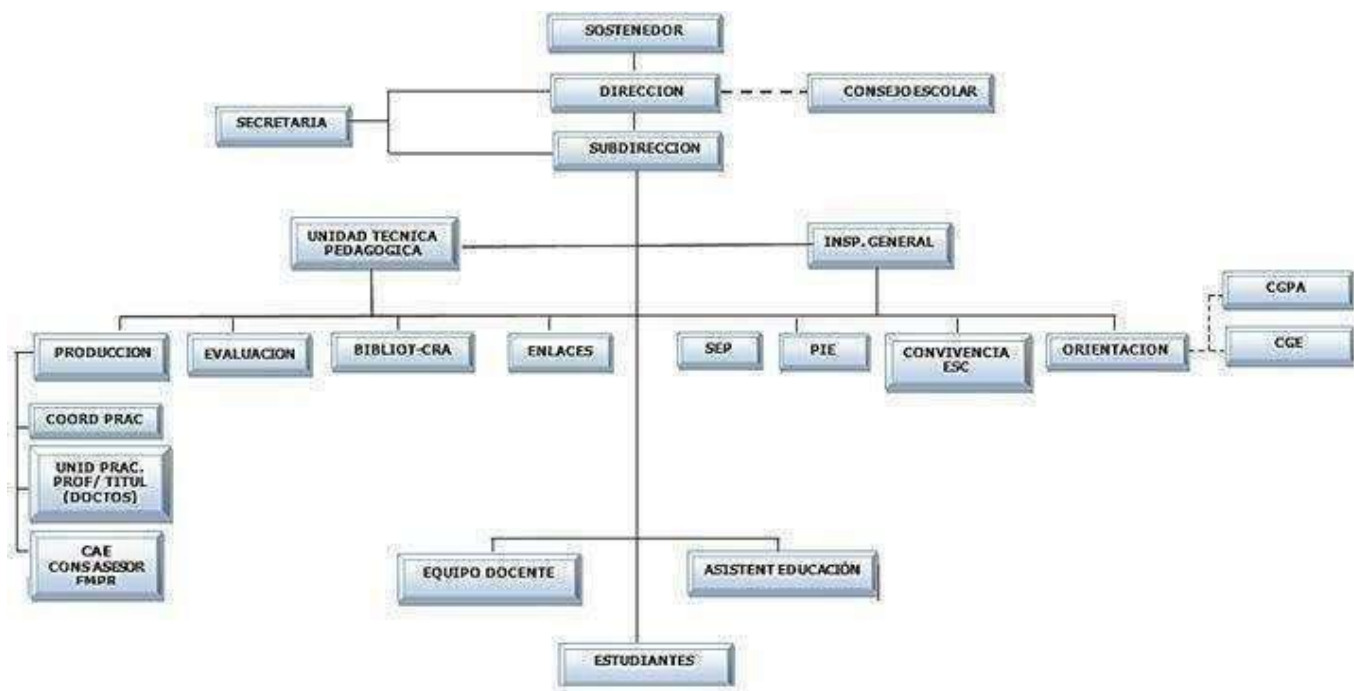 SOSTENEDOR
DIRECCION
CONSEJO ESCOLAR
SECRETARIA
SUBDIRECCION
UNIDAD TECNICA
PEDAGOGICA
INSP. GENERAL
CGPA
PRODUCCION
EVALUACION
BIBLIOT-CRA
ENLACES
SEP
PIE
CONVIVENCIA
ESC
ORIENTACION
CGE
COORD PRAC
UNID PRAC.
PROF/ TITUL
(DOCTOS)
CAE
CONS ASESOR
EMPR
EQUIPO DOCENTE
ASISTENT EDUCACIÓN
ESTUDIANTES